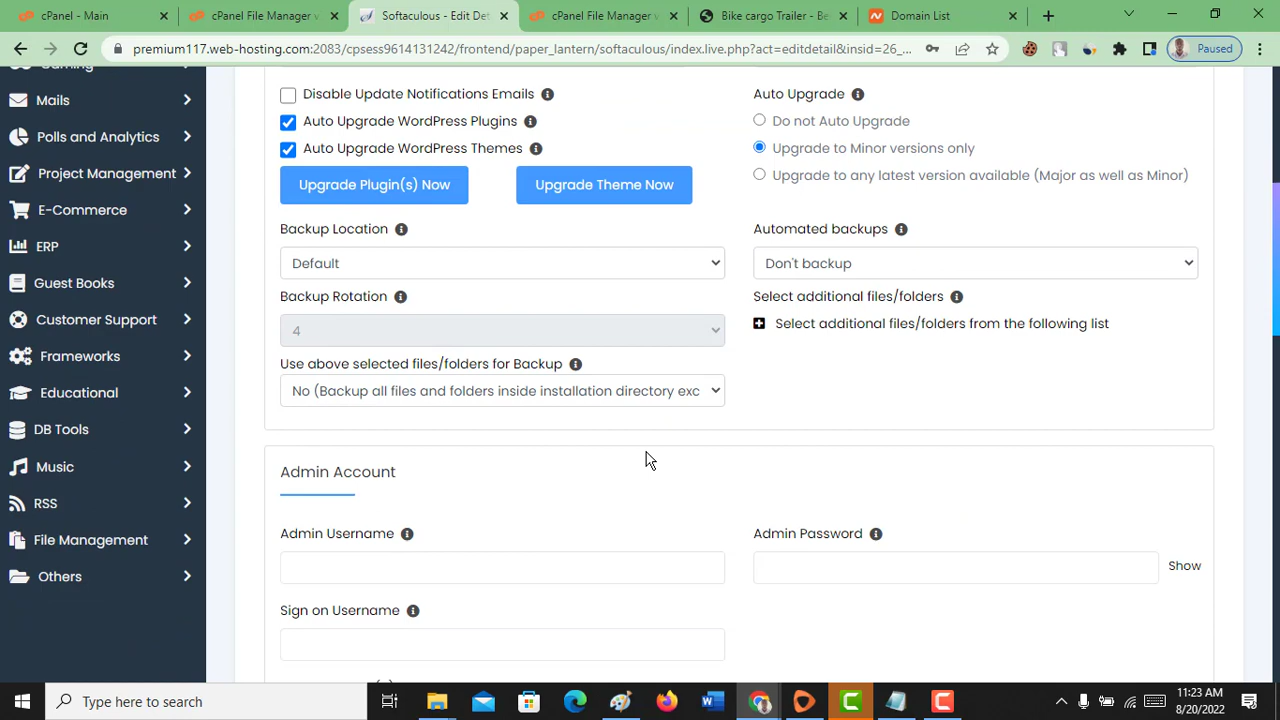 cPanel - Main
cPanel File Manager v
Softaculous - Edit Det
cPanel File Manager v
Bike cargo Trailer - Be
Domain List
premium117.web-hosting.com:2083/cpsess9614131242/frontend/paper_lantern/softaculous/index.live.php?act=editdetail&insid=26_...
Paused
Mails
Polls and Analytics
Project Management
E-Commerce
ERP
Guest Books
Customer Support
Frameworks
Educational
DB Tools
Music
RSS
File Management
Others
Disable Update Notifications Emails
Auto Upgrade WordPress Plugins
Auto Upgrade WordPress Themes
Upgrade Plugin(s) Now
Upgrade Theme Now
Auto Upgrade
Do not Auto Upgrade
Upgrade to Minor versions only
Upgrade to any latest version available (Major as well as Minor)
Backup Location
Default
Automated backups
Don't backup
Backup Rotation
4
Select additional files/folders
Select additional files/folders from the following list
Use above selected files/folders for Backup
No (Backup all files and folders inside installation directory exc
Admin Account
Admin Username
Admin Password
Show
Sign on Username
Type here to search
11:23 AM
8/20/2022